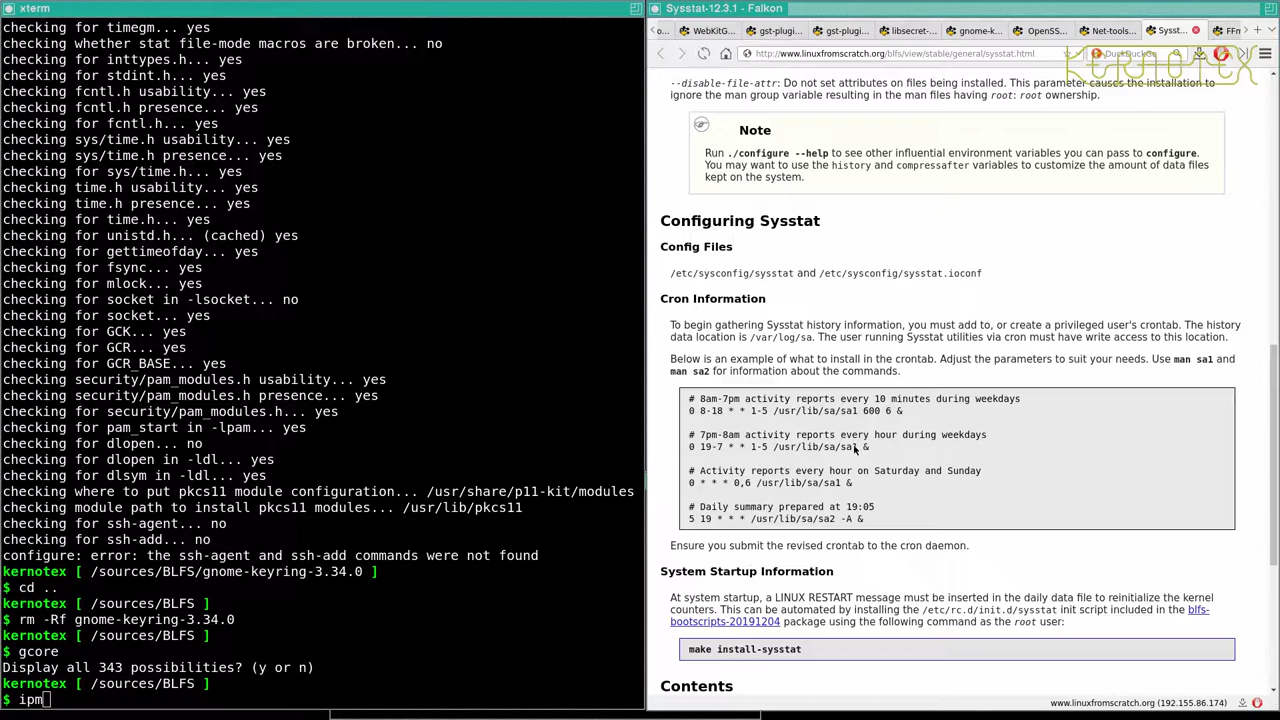 xterm
checking for timegm... yes
checking whether stat file-mode macros are broken... no
checking for inttypes.h... yes
checking for stdint.h... yes
checking fcntl.h usability... yes
checking fcntl.h presence... yes
checking for fcntl.h... yes
checking sys/time.h usability... yes
checking sys/time.h presence... yes
checking for sys/time.h... yes
checking time.h usability... yes
checking time.h presence... yes
checking for time.h... yes
checking for unistd.h... (cached) yes
checking for gettimeofday... yes
checking for fsync... yes
checking for mlock... yes
checking for socket in -lsocket... no
checking for socket... yes
checking for GCK... yes
checking for GCR... yes
checking for GCR_BASE... yes
checking security/pam_modules.h usability... yes
checking security/pam_modules.h presence... yes
checking for security/pam_modules.h... yes
checking for pam_start in -lpam... yes
checking for dlopen... no
checking for dlopen in -ldl... yes
checking for dlsym in -ldl... yes
checking where to put pkcs11 module configuration... /usr/share/p11-kit/modules
checking module path to install pkcs11 modules... /usr/lib/pkcs11
checking for ssh-agent... no
checking for ssh-add... no
configure: error: the ssh-agent and ssh-add commands were not found
kernotex [ /sources/BLFS/gnome-keyring-3.34.0 ]
$ cd ..
kernotex [ /sources/BLFS ]
$ rm -Rf gnome-keyring-3.34.0
kernotex [ /sources/BLFS ]
$ gcore
Display all 343 possibilities? (y or n)
kernotex [ /sources/BLFS ]
$ ipm
Sysstat-12.3.1 - Falkon
o... WebKitG... gst-plugi... gst-plugi... libsecret-... gnome-k... OpenSS... Net-tools... Sysst... FFn
http://www.linuxfromscratch.org/blfs/view/stable/general/sysstat.html
DuckDuckGo
KERNOTEX
--disable-file-attr: Do not set attributes on files being installed. This parameter causes the installation to
ignore the man group variable resulting in the man files having root: root ownership.
Note
Run ./configure --help to see other influential environment variables you can pass to configure.
You may want to use the history and compressafter variables to customize the amount of data files
kept on the system.
Configuring Sysstat
Config Files
/etc/sysconfig/sysstat and /etc/sysconfig/sysstat.ioconf
Cron Information
To begin gathering Sysstat history information, you must add to, or create a privileged user's crontab. The history
data location is /var/log/sa. The user running Sysstat utilities via cron must have write access to this location.
Below is an example of what to install in the crontab. Adjust the parameters to suit your needs. Use man sa1 and
man sa2 for information about the commands.
# 8am-7pm activity reports every 10 minutes during weekdays
0 8-18 * * 1-5 /usr/lib/sa/sa1 600 6 &
# 7pm-8am activity reports every hour during weekdays
0 19-7 * * 1-5 /usr/lib/sa/sa1 &
# Activity reports every hour on Saturday and Sunday
0 * * * 0,6 /usr/lib/sa/sa1 &
# Daily summary prepared at 19:05
5 19 * * * /usr/lib/sa/sa2 -A &
Ensure you submit the revised crontab to the cron daemon.
System Startup Information
At system startup, a LINUX RESTART message must be inserted in the daily data file to reinitialize the kernel
counters. This can be automated by installing the /etc/rc.d/init.d/sysstat init script included in the blfs-
bootscripts-20191204 package using the following command as the root user:
make install-sysstat
Contents
www.linuxfromscratch.org (192.155.86.174)